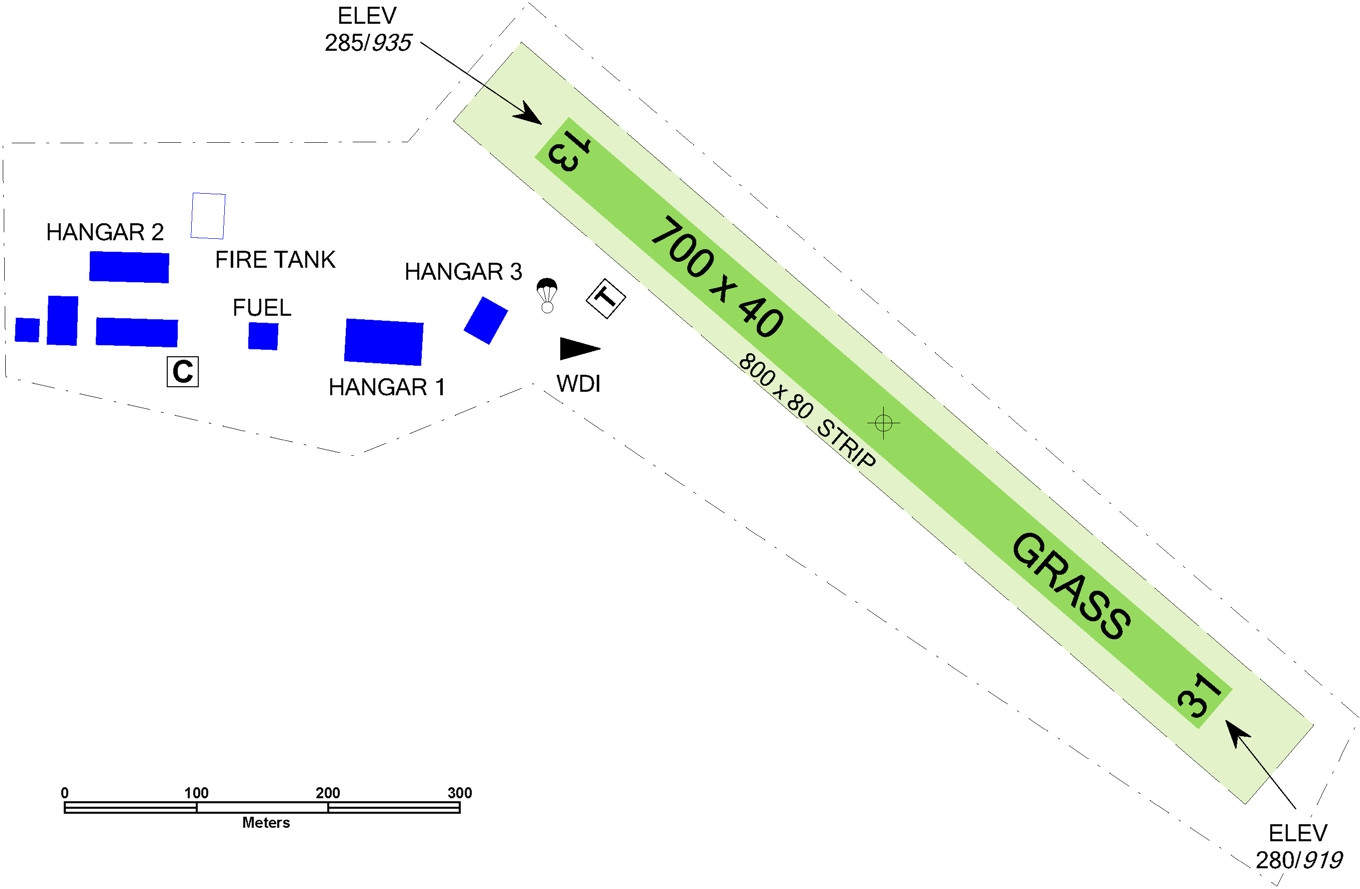 ELEV
285/935
13
HANGAR 2
FIRE TANK
HANGAR 3
700 x 40
T
FUEL
800 x 80 STRIP
C
HANGAR 1
WDI
GRASS
31
0 100 200 300
Meters
ELEV
280/919